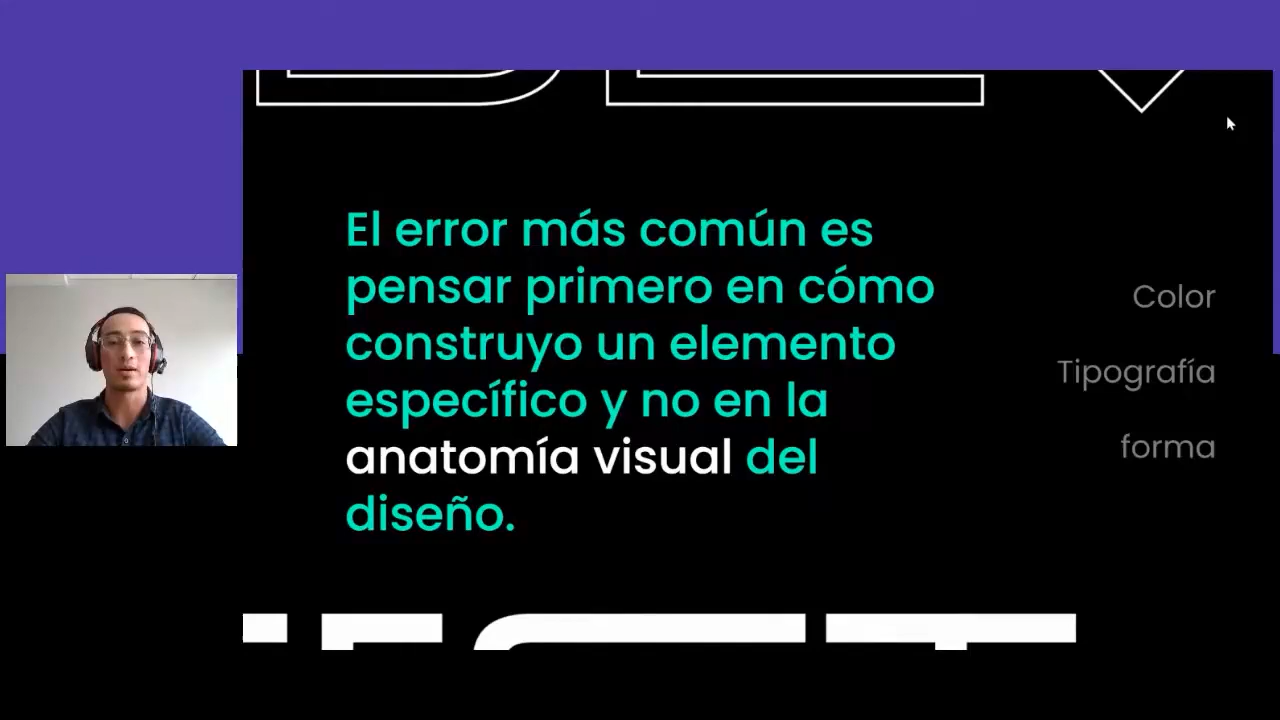 El error más común es
pensar primero en cómo
construyo un elemento
específico y no en la
anatomía visual del
diseño.
Color
Tipografía
forma